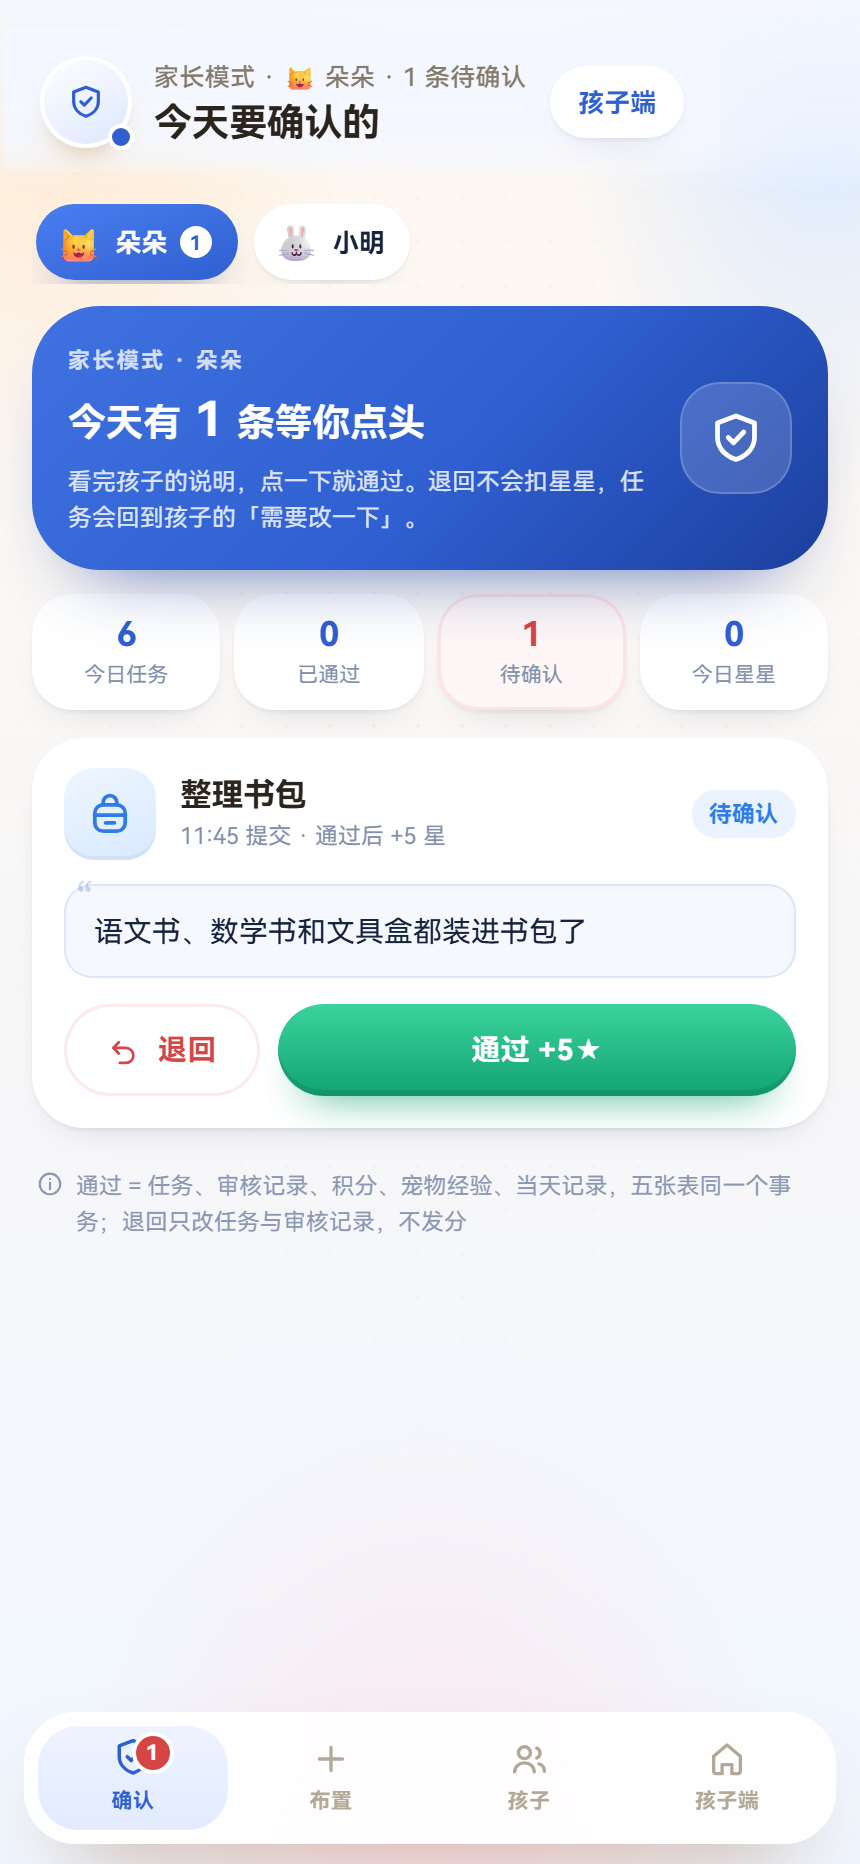 家长模式 · 朵朵 · 1 条待确认
今天要确认的
孩子端
朵朵 1
小明
家长模式 · 朵朵
今天有 1 条等你点头
看完孩子的说明，点一下就通过。退回不会扣星星，任
务会回到孩子的「需要改一下」。
6
今日任务
0
已通过
1
待确认
0
今日星星
整理书包
11:45 提交 · 通过后 +5 星
待确认
“
语文书、数学书和文具盒都装进书包了
退回
通过 +5★
通过 = 任务、审核记录、积分、宠物经验、当天记录，五张表同一个事
务；退回只改任务与审核记录，不发分
1
确认
布置
孩子
孩子端